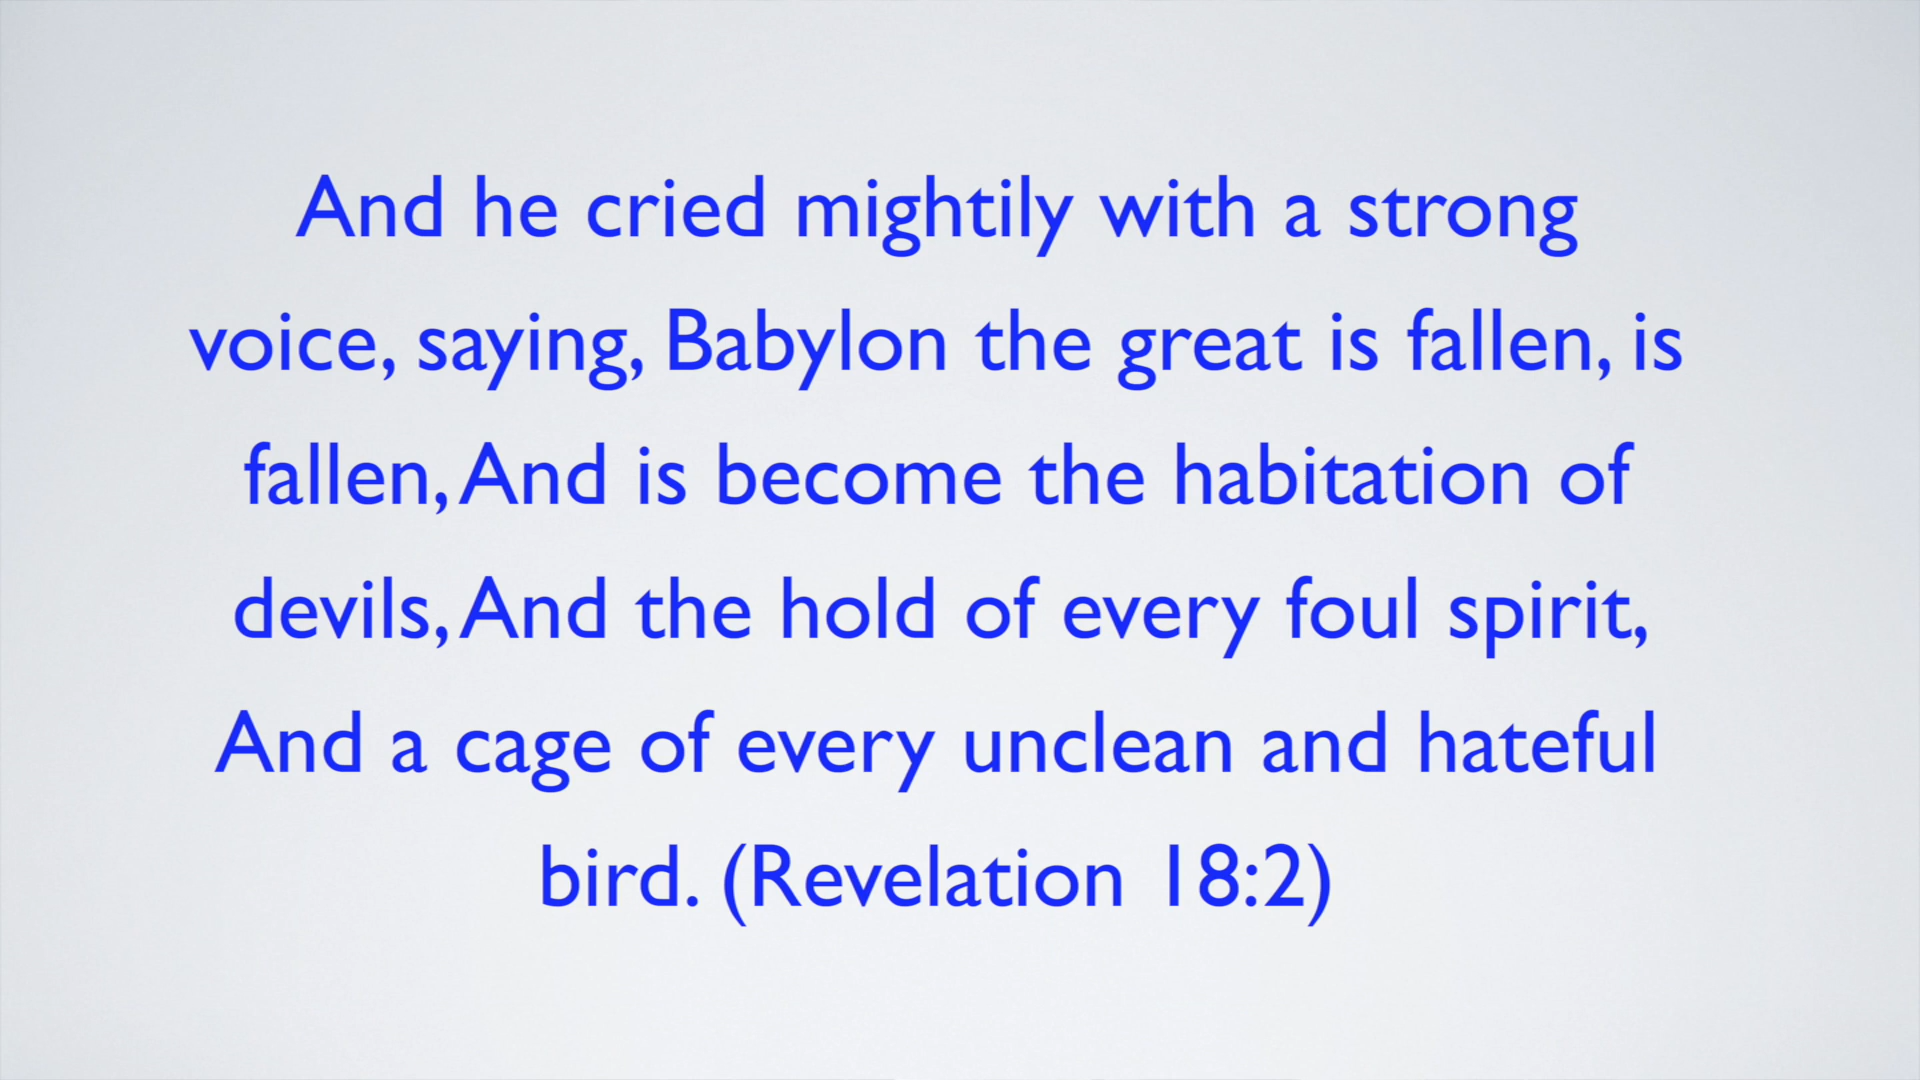 And he cried mightily with a strong
voice, saying, Babylon the great is fallen, is
fallen, And is become the habitation of
devils, And the hold of every foul spirit,
And a cage of every unclean and hateful
bird. (Revelation 18:2)